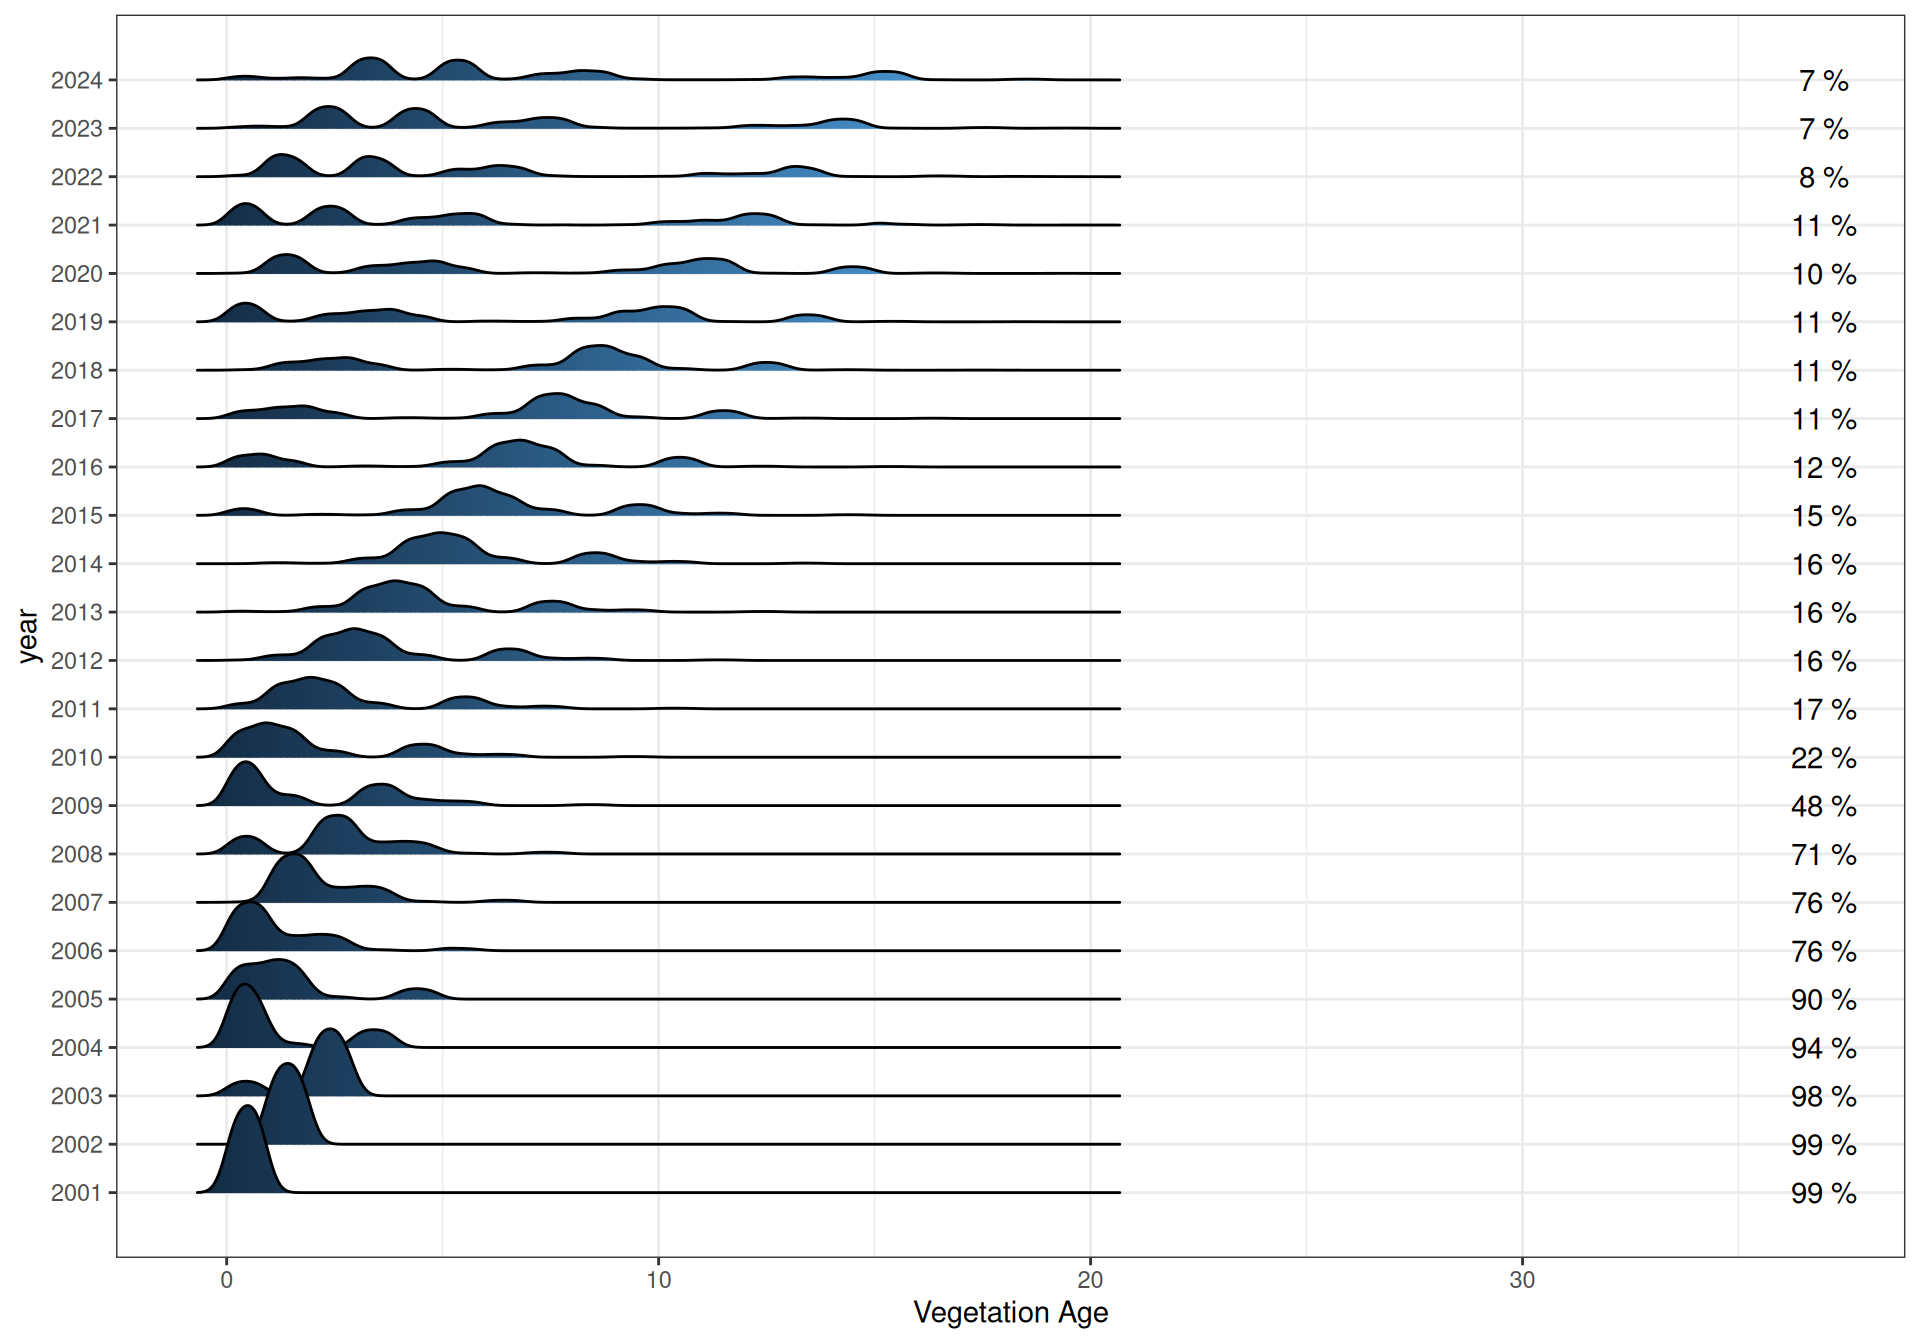 2024 7 %
2023 7 %
2022 8 %
2021 11 %
2020 10 %
2019 11 %
2018 11 %
2017 11 %
2016 12 %
2015 15 %
2014 16 %
2013 16 %
2012 16 %
2011 17 %
2010 22 %
2009 48 %
2008 71 %
2007 76 %
2006 76 %
2005 90 %
2004 94 %
2003 98 %
2002 99 %
2001 99 %
year
0 10 20 30
Vegetation Age